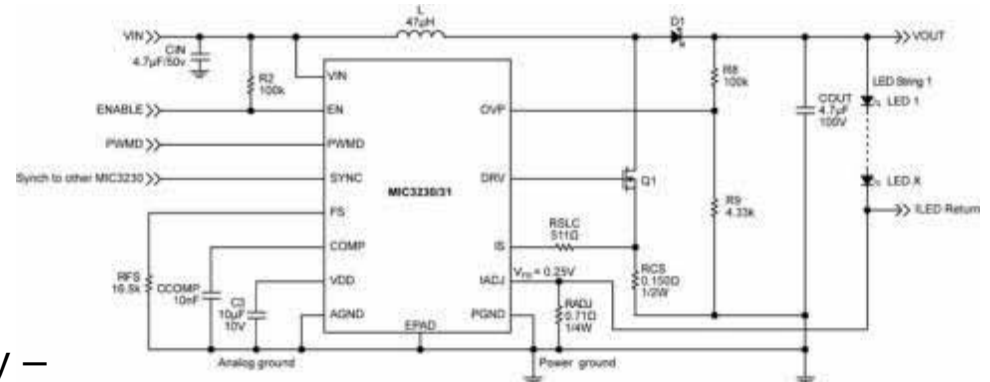 L
47µH
D1
VIN
VOUT
CIN
4.7µF/50v
R2
100k
VIN
R8
100k
LED String 1
ENABLE
EN
OVP
COUT
4.7µF
100V
LED 1
PWMD
PWMD
Synch to other MIC3230
SYNC
MIC3230/31
DRV
Q1
LED X
FS
R9
4.33k
ILED Return
RSLC
511Ω
COMP
IS
RFS
16.5k
CCOMP
10nF
C3
10µF
10V
VDD
IADJ
VFB = 0.25V
RCS
0.150Ω
1/2W
RADJ
0.71Ω
1/4W
AGND
EPAD
PGND
Analog ground
Power ground
y –